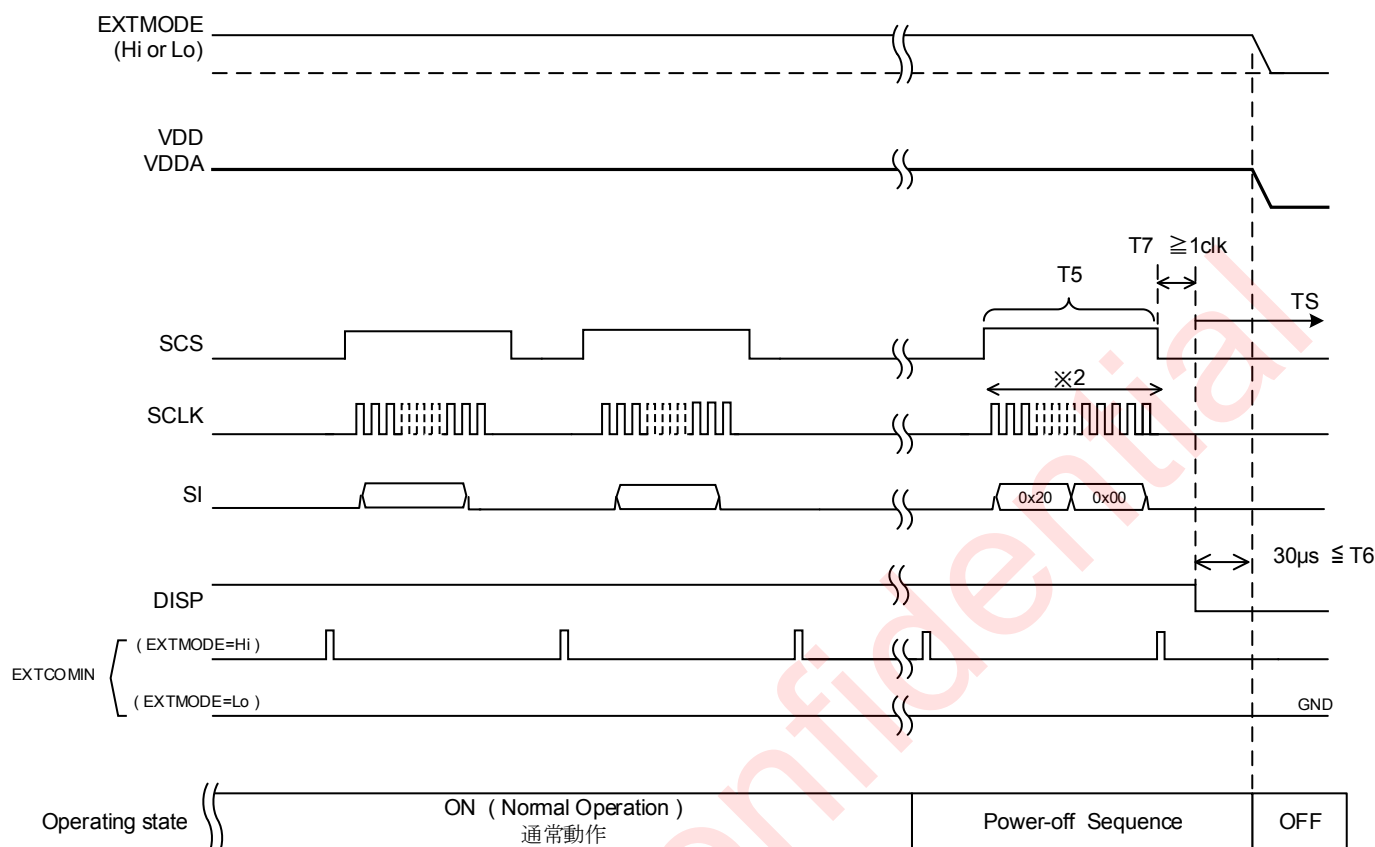 EXTMODE
(Hi or Lo)
VDD
VDDA
T7 ≧1clk
T5
TS
SCS
※2
SCLK
SI
0x20
0x00
30µs ≦ T6
DISP
( EXTMODE=Hi )
EXTCOMIN
( EXTMODE=Lo )
GND
Operating state
ON ( Normal Operation )
通常動作
Power-off Sequence
OFF
Confidential